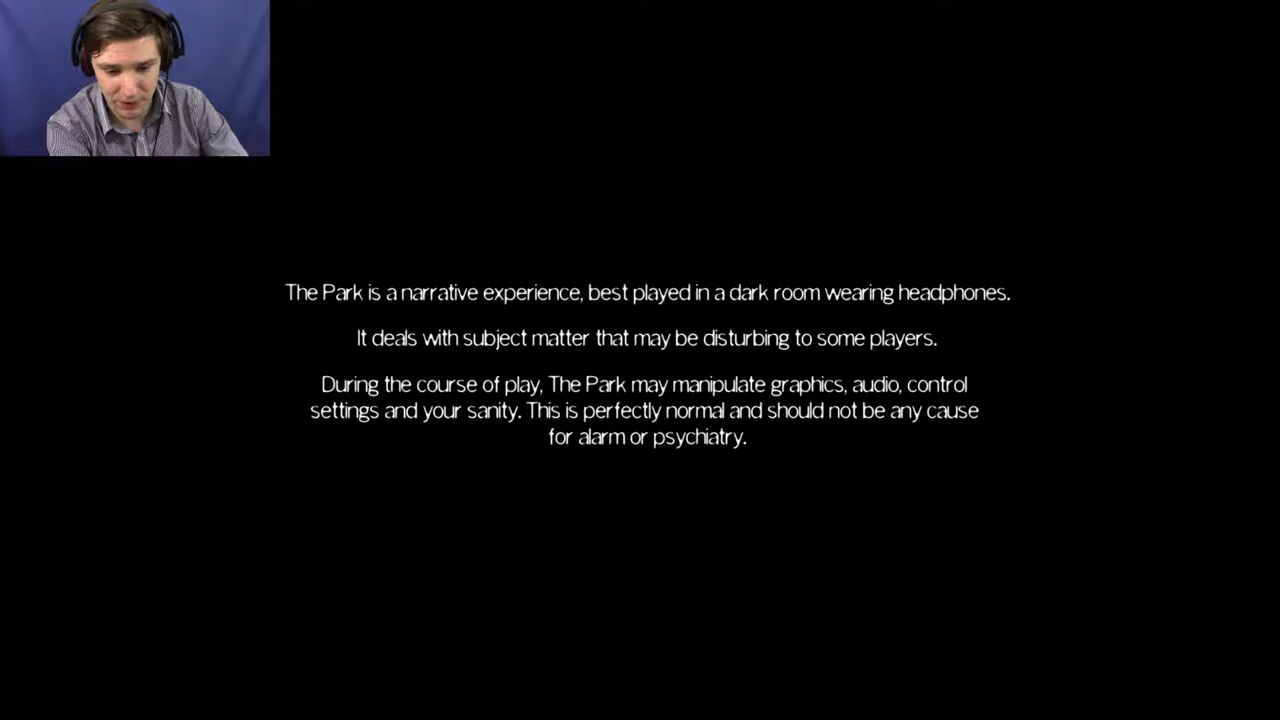 The Park is a narrative experience, best played in a dark room wearing headphones.
It deals with subject matter that may be disturbing to some players.
During the course of play, The Park may manipulate graphics, audio, control
settings and your sanity. This is perfectly normal and should not be any cause
for alarm or psychiatry.